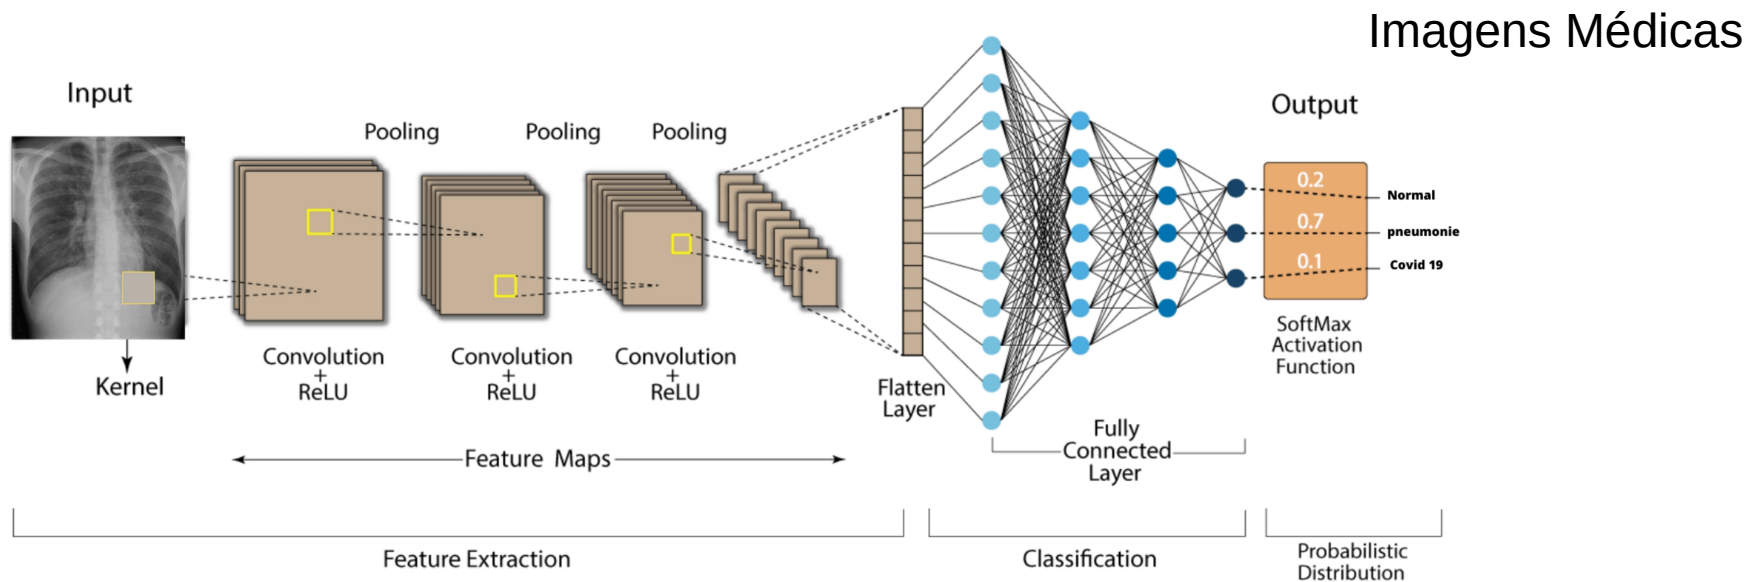 Imagens Médicas
Input
Pooling
Pooling
Pooling
Output
0.2
Normal
0.7
pneumonie
0.1
Covid 19
Kernel
Convolution
+
ReLU
Convolution
+
ReLU
Convolution
+
ReLU
Flatten
Layer
SoftMax
Activation
Function
Fully
Connected
Layer
Feature Maps
Feature Extraction
Classification
Probabilistic
Distribution